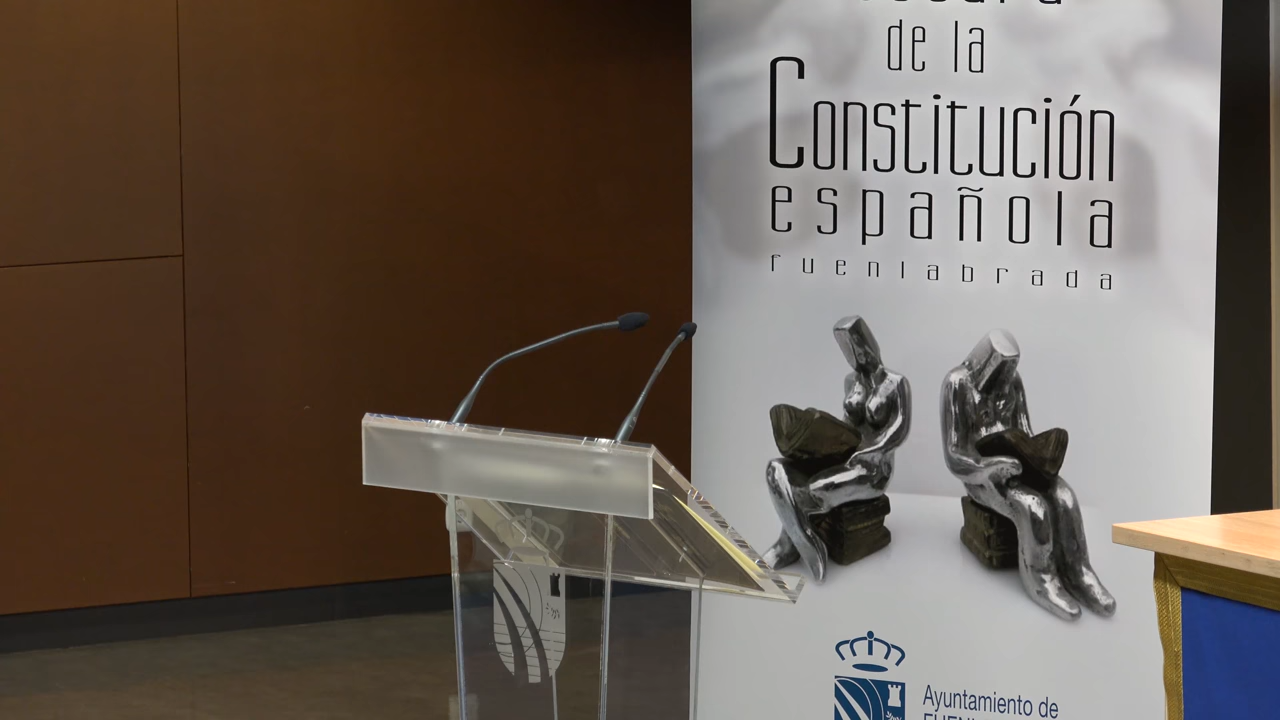 de la
Constitución
española
fuenlabrada
Ayuntamiento de